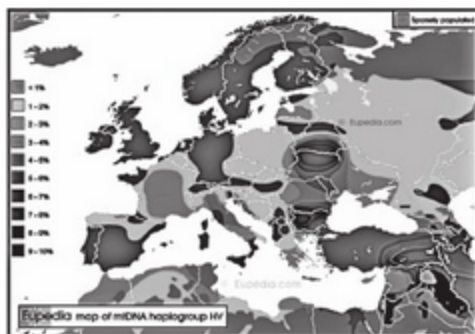 Sparsely populated
< 1%
1 - 2%
2 - 3%
3 - 4%
4 - 5%
5 - 6%
6 - 7%
7 - 8%
8 - 9%
9 - 10%
© Eupedia.com
© Eupedia.com
Eupedia map of mtDNA haplogroup HV